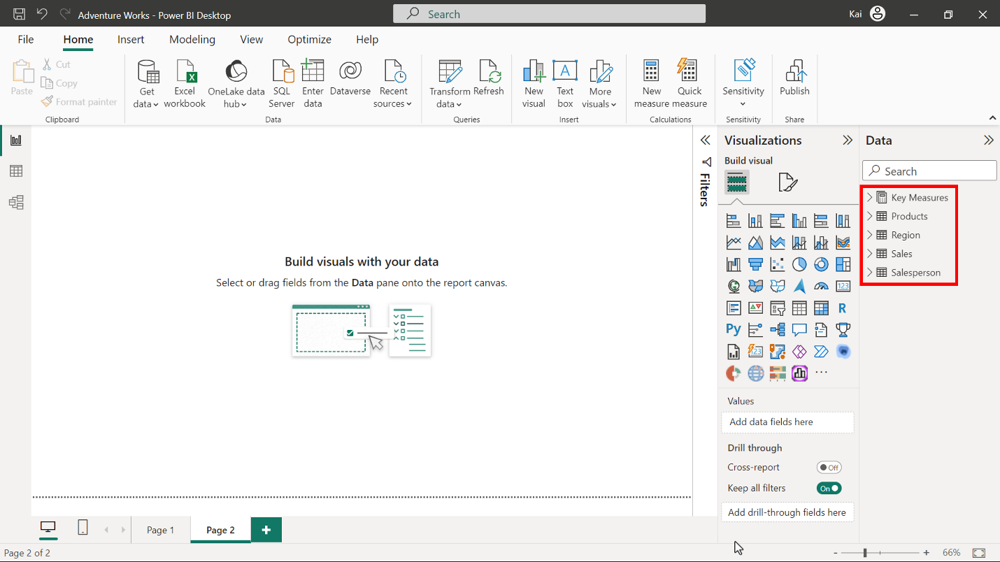 Adventure Works - Power BI Desktop
Search
Kai
File Home Insert Modeling View Optimize Help
Paste
Cut
Copy
Format painter
Clipboard
Get data
Excel workbook
OneLake data hub
SQL Server
Enter data
Dataverse
Recent sources
Data
Transform data
Refresh
Queries
New visual
Text box
A
More visuals
Insert
New measure
Quick measure
Calculations
Sensitivity
Sensitivity
Publish
Share
Build visuals with your data
Select or drag fields from the Data pane onto the report canvas.
Filters
Visualizations
Build visual
123
R
Py
123
...
Values
Add data fields here
Drill through
Cross-report
Off
Keep all filters
On
Add drill-through fields here
Data
Search
Key Measures
Products
Region
Sales
Salesperson
Page 1
Page 2
+
Page 2 of 2
- + 66%